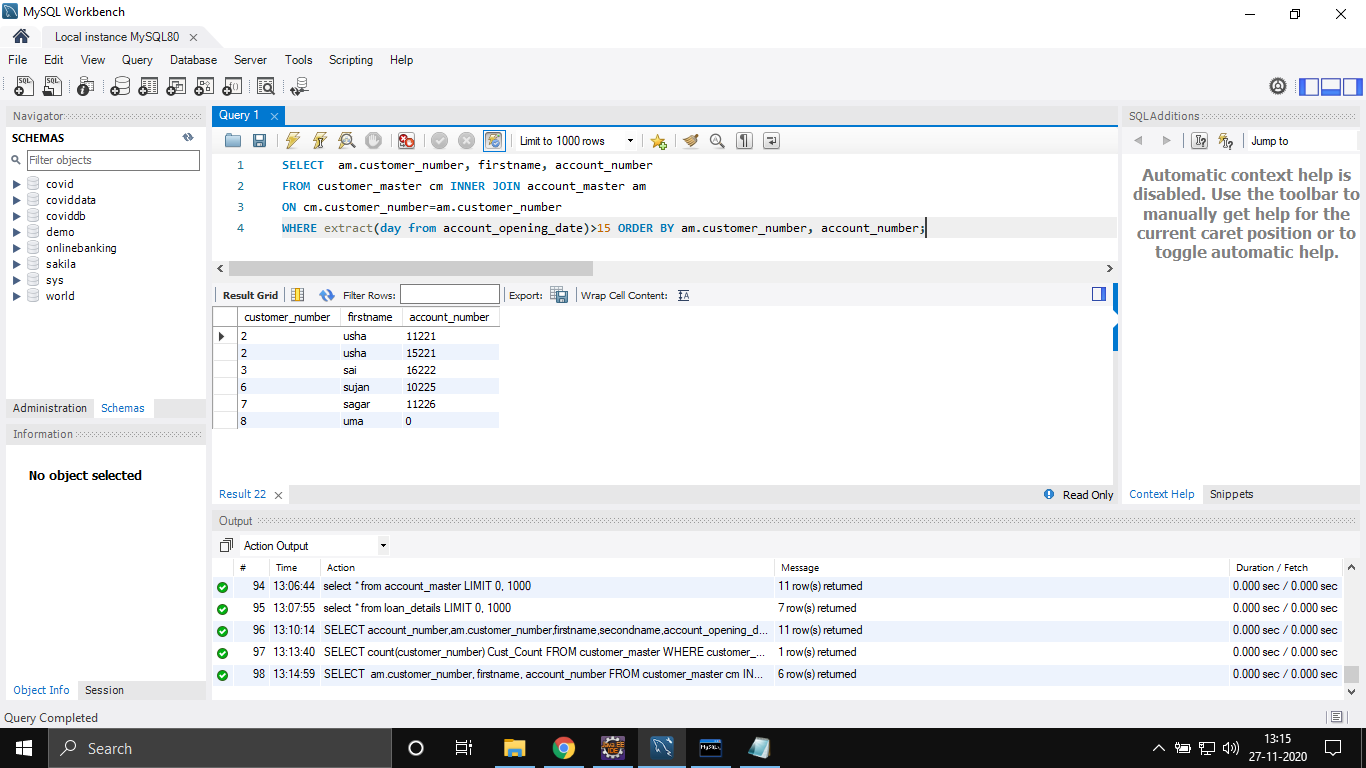 MySQL Workbench
Local instance MySQL80
File Edit View Query Database Server Tools Scripting Help
Navigator
SCHEMAS
Filter objects
covid
coviddata
coviddb
demo
onlinebanking
sakila
sys
world
Administration Schemas
Information
No object selected
Object Info Session
Query 1
Limit to 1000 rows
1 SELECT am.customer_number, firstname, account_number
2 FROM customer_master cm INNER JOIN account_master am
3 ON cm.customer_number=am.customer_number
4 WHERE extract(day from account_opening_date)>15 ORDER BY am.customer_number, account_number;
Result Grid Filter Rows: Export: Wrap Cell Content:
customer_number firstname account_number
2 usha 11221
2 usha 15221
3 sai 16222
6 sujan 10225
7 sagar 11226
8 uma 0
Result 22 Read Only
SQLAdditions
Jump to
Automatic context help is
disabled. Use the toolbar to
manually get help for the
current caret position or to
toggle automatic help.
Context Help Snippets
Output
Action Output
# Time Action Message Duration / Fetch
94 13:06:44 select * from account_master LIMIT 0, 1000 11 row(s) returned 0.000 sec / 0.000 sec
95 13:07:55 select * from loan_details LIMIT 0, 1000 7 row(s) returned 0.000 sec / 0.000 sec
96 13:10:14 SELECT account_number,am.customer_number,firstname,secondname,account_opening_d... 11 row(s) returned 0.000 sec / 0.000 sec
97 13:13:40 SELECT count(customer_number) Cust_Count FROM customer_master WHERE customer_... 1 row(s) returned 0.000 sec / 0.000 sec
98 13:14:59 SELECT am.customer_number, firstname, account_number FROM customer_master cm IN... 6 row(s) returned 0.000 sec / 0.000 sec
Query Completed
Search
13:15
27-11-2020